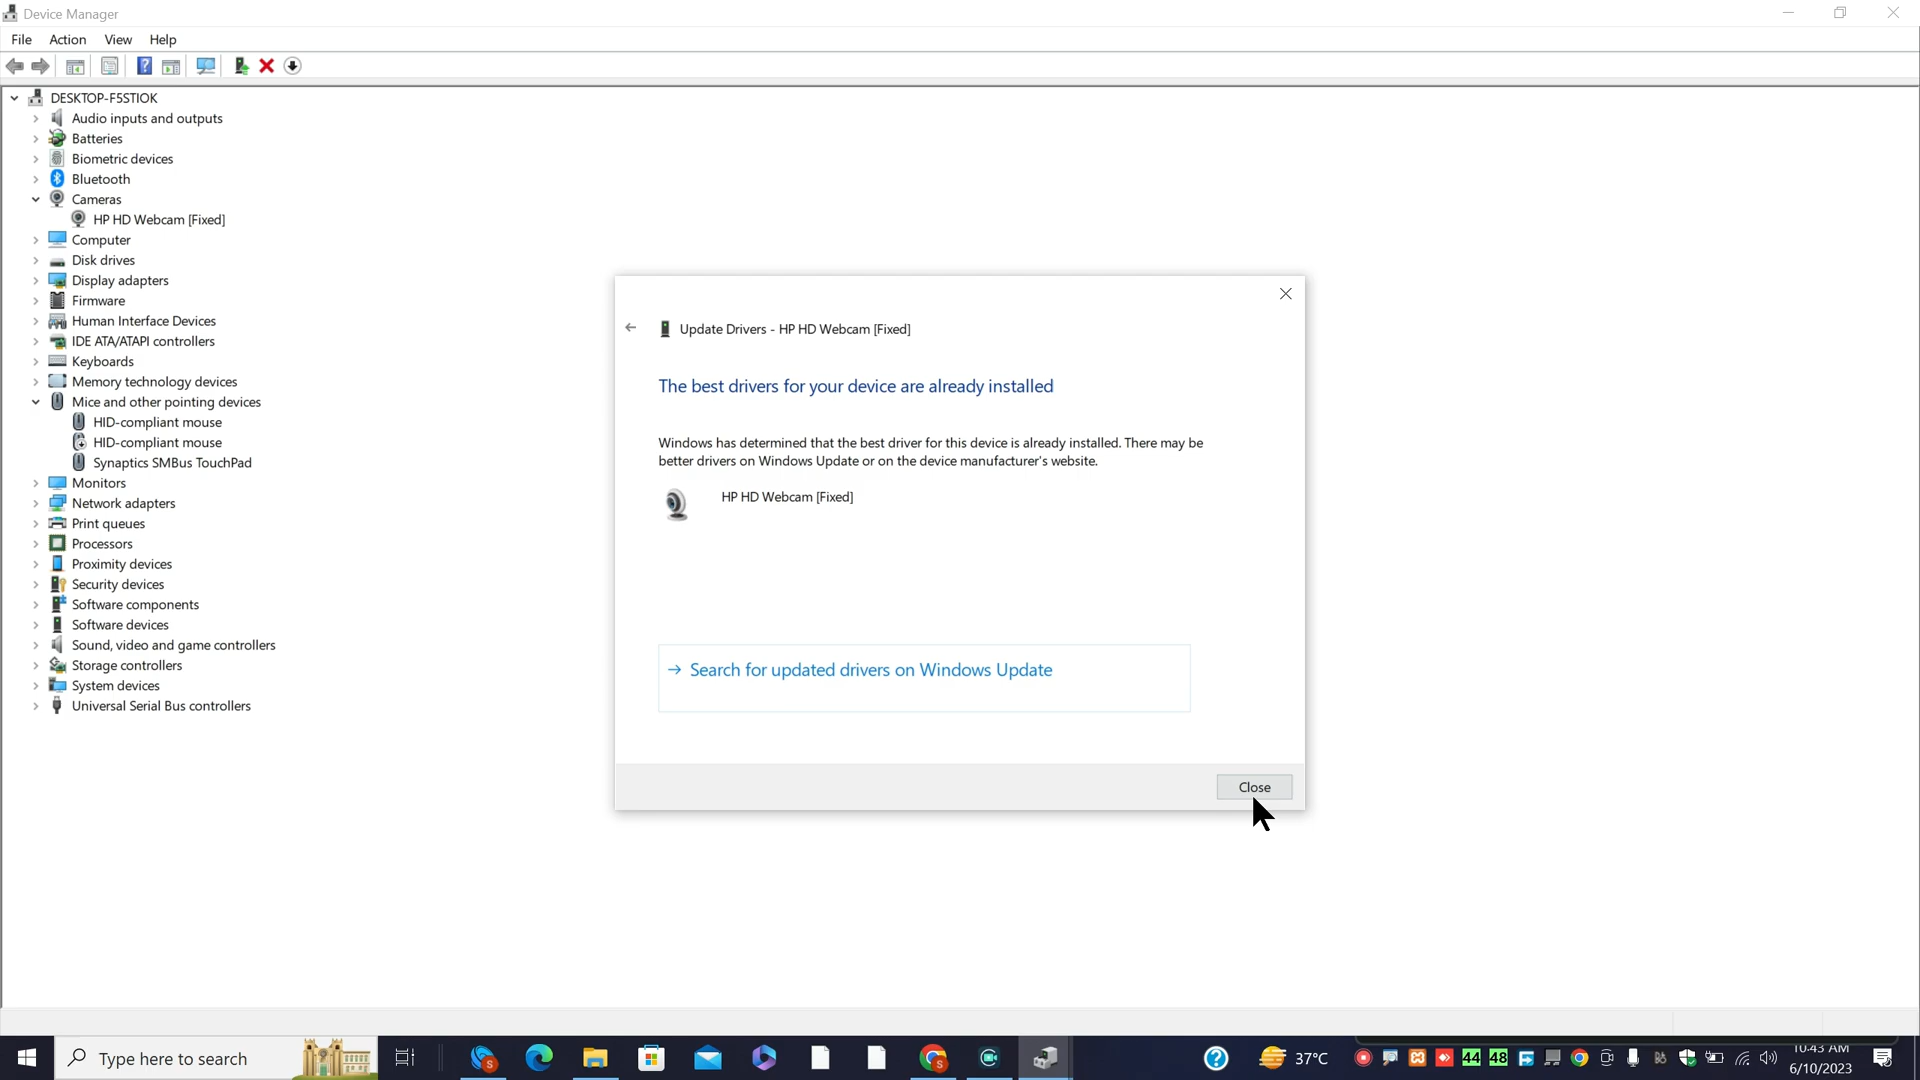 Device Manager
File Action View Help
DESKTOP-F5STIOK
Audio inputs and outputs
Batteries
Biometric devices
Bluetooth
Cameras
HP HD Webcam [Fixed]
Computer
Disk drives
Display adapters
Firmware
Human Interface Devices
IDE ATA/ATAPI controllers
Keyboards
Memory technology devices
Mice and other pointing devices
HID-compliant mouse
HID-compliant mouse
Synaptics SMBus TouchPad
Monitors
Network adapters
Print queues
Processors
Proximity devices
Security devices
Software components
Software devices
Sound, video and game controllers
Storage controllers
System devices
Universal Serial Bus controllers
Update Drivers - HP HD Webcam [Fixed]
The best drivers for your device are already installed
Windows has determined that the best driver for this device is already installed. There may be
better drivers on Windows Update or on the device manufacturer's website.
HP HD Webcam [Fixed]
Search for updated drivers on Windows Update
Close
Type here to search
37°C
44 48
10:43 AM
6/10/2023